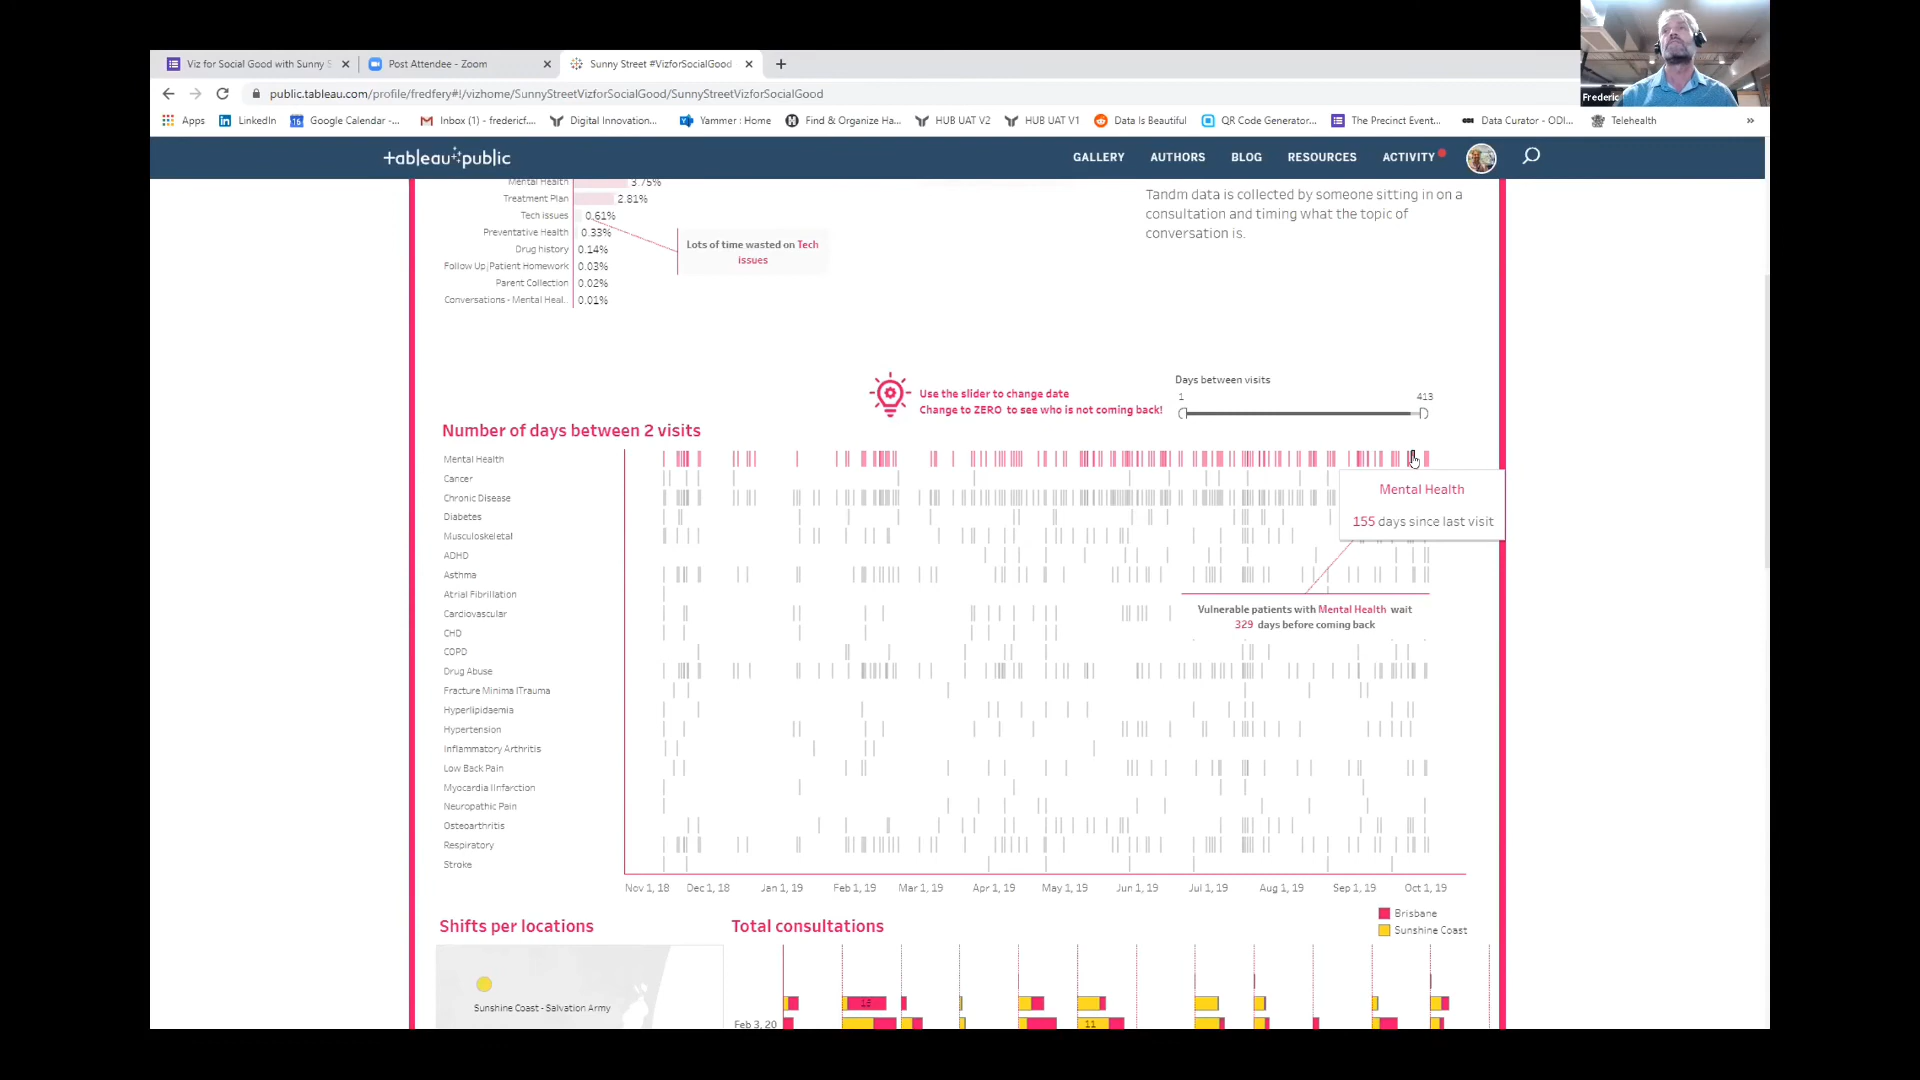 Viz for Social Good with Sunny S
Post Attendee - Zoom
Sunny Street #VizforSocialGood
Frederic
public.tableau.com/profile/fredfery#!/vizhome/SunnyStreetVizforSocialGood/SunnyStreetVizforSocialGood
Apps
LinkedIn
Google Calendar -...
Inbox (1) - fredericf....
Digital Innovation...
Yammer : Home
Find & Organize Ha...
HUB UAT V2
HUB UAT V1
Data Is Beautiful
QR Code Generator...
The Precinct Event...
Data Curator - ODI...
Telehealth
+ableau public
GALLERY
AUTHORS
BLOG
RESOURCES
ACTIVITY
Mental Health 3.75%
Treatment Plan 2.81%
Tech issues 0.61%
Preventative Health 0.33%
Drug history 0.14%
Follow Up|Patient Homework 0.03%
Parent Collection 0.02%
Conversations - Mental Heal.. 0.01%
Lots of time wasted on Tech
issues
Tandm data is collected by someone sitting in on a
consultation and timing what the topic of
conversation is.
Use the slider to change date
Change to ZERO to see who is not coming back!
Days between visits
1
413
Number of days between 2 visits
Mental Health
Cancer
Chronic Disease
Diabetes
Musculoskeletal
ADHD
Asthma
Atrial Fibrillation
Cardiovascular
CHD
COPD
Drug Abuse
Fracture Minima lTrauma
Hyperlipidaemia
Hypertension
Inflammatory Arthritis
Low Back Pain
Myocardia lInfarction
Neuropathic Pain
Osteoarthritis
Respiratory
Stroke
Mental Health
155 days since last visit
Vulnerable patients with Mental Health wait
329 days before coming back
Nov 1, 18
Dec 1, 18
Jan 1, 19
Feb 1, 19
Mar 1, 19
Apr 1, 19
May 1, 19
Jun 1, 19
Jul 1, 19
Aug 1, 19
Sep 1, 19
Oct 1, 19
Shifts per locations
Total consultations
Brisbane
Sunshine Coast
Sunshine Coast - Salvation Army
Feb 3, 20
11